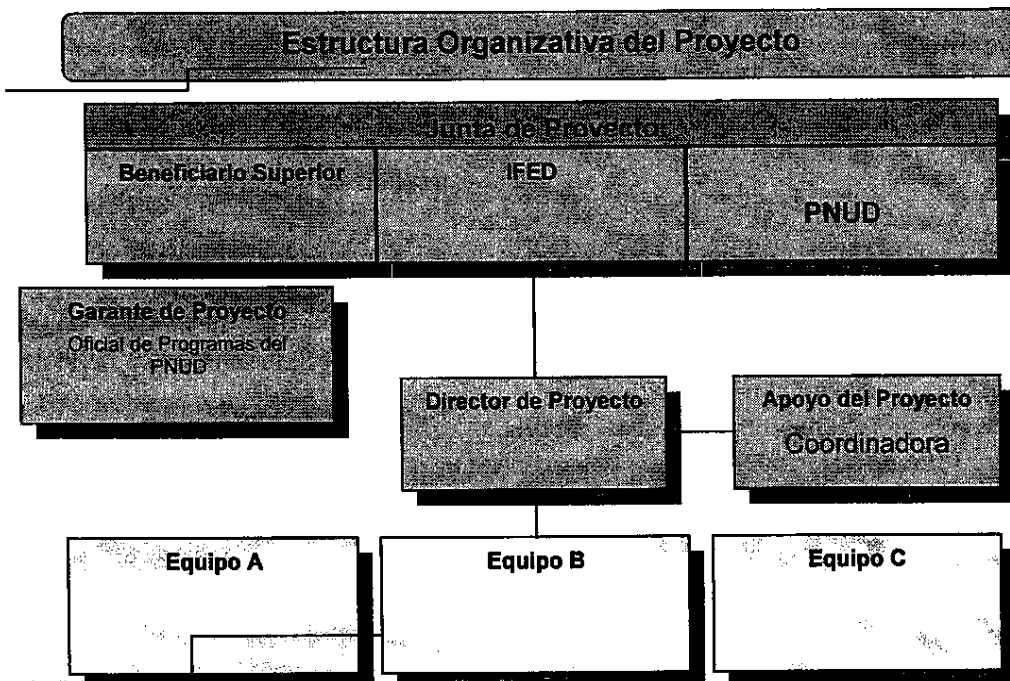 Estructura Organizativa del Proyecto
Junta de Proyecto
Beneficiario Superior
IFED
PNUD
Garante de Proyecto
Oficial de Programas del
PNUD
Director de Proyecto
Apoyo del Proyecto
Coordinadora
Equipo A
Equipo B
Equipo C